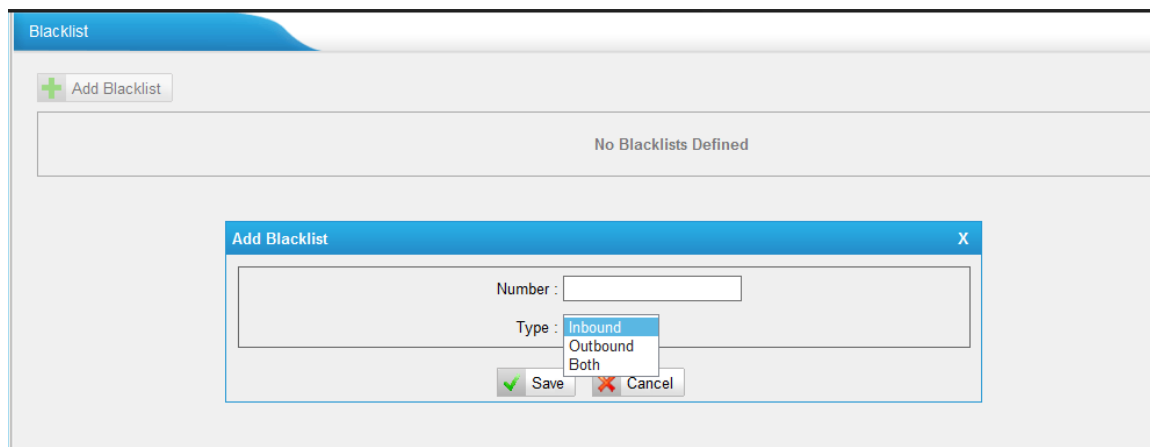 Blacklist
Add Blacklist
No Blacklists Defined
Add Blacklist X
Number :
Type : Inbound
Outbound
Both
Save Cancel